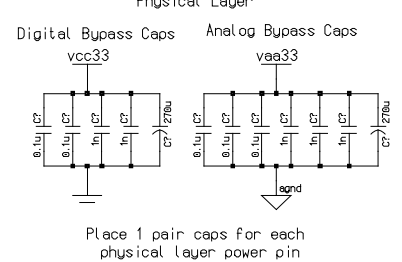 Physical Layer
Digital Bypass Caps
Analog Bypass Caps
vcc33
vaa33
C? 0.1u
C? 0.1u
C? 1n
C? 1n
C? 270u
C? 0.1u
C? 0.1u
C? 0.1u
C? 1n
C? 1n
C? 1n
C? 270u
agnd
Place 1 pair caps for each
physical layer power pin